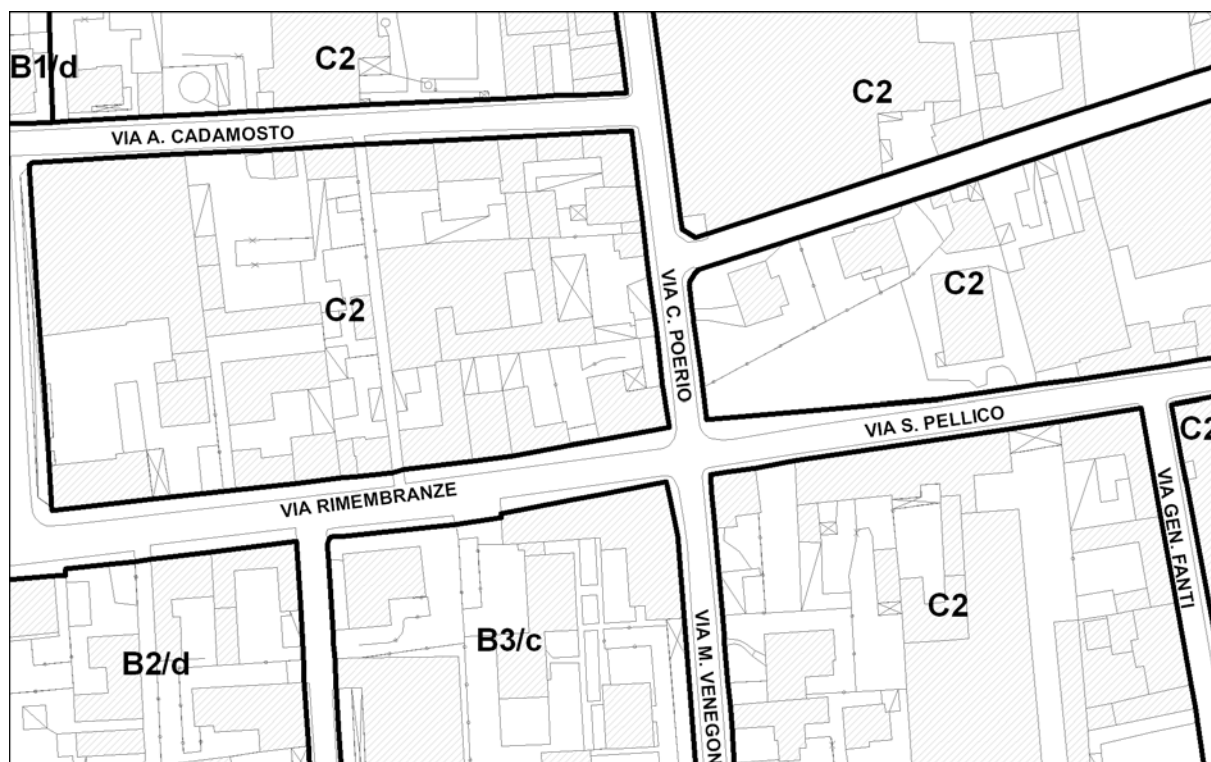 C2
B1/d
C2
VIA A. CADAMOSTO
C2
VIA C. POERIO
C2
VIA S. PELLICO
C2
VIA RIMEMBRANZE
VIA GEN. FANTI
C2
B3/c
B2/d
VIA M. VENEGON